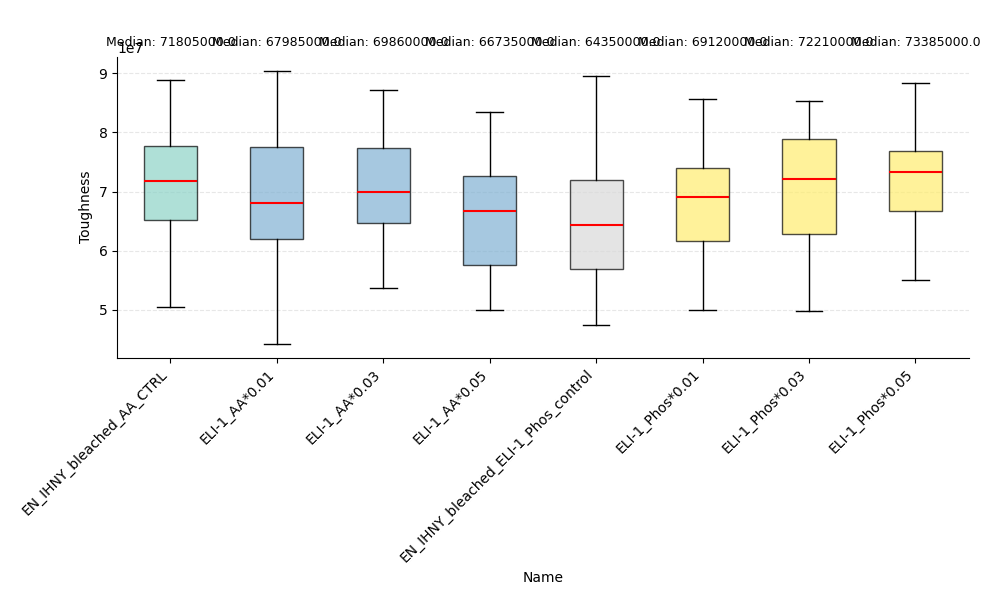 Median: 71805000.0 Median: 67985000.0 Median: 69860000.0 Median: 66735000.0 Median: 64350000.0 Median: 69120000.0 Median: 72210000.0 Median: 73385000.0
1e7
9
8
7
6
5
Toughness
EN_IHNY_bleached_AA_CTRL
ELI-1_AA*0.01
ELI-1_AA*0.03
ELI-1_AA*0.05
EN_IHNY_bleached_ELI-1_Phos_control
ELI-1_Phos*0.01
ELI-1_Phos*0.03
ELI-1_Phos*0.05
Name